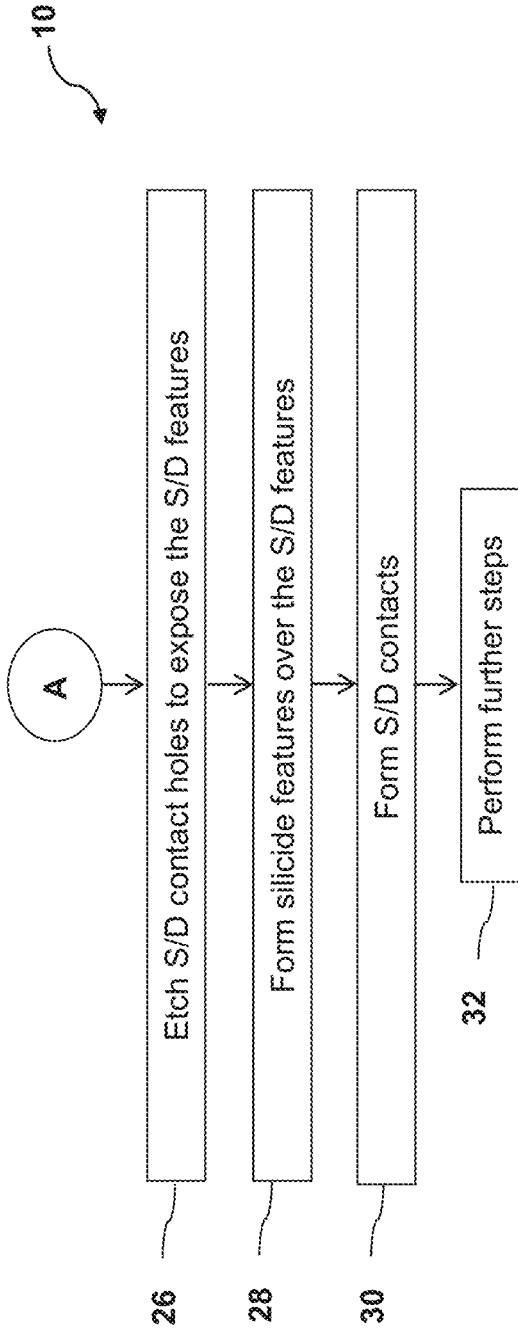 10
A
26
Etch S/D contact holes to expose the S/D features
28
Form silicide features over the S/D features
30
Form S/D contacts
32
Perform further steps